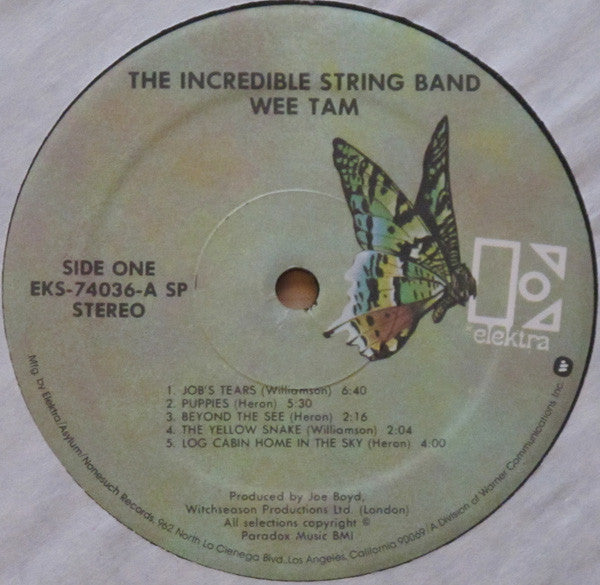 THE INCREDIBLE STRING BAND
WEE TAM
SIDE ONE
EKS-74036-A SP
STEREO
elektra
1. JOB'S TEARS (Williamson) 6:40
2. PUPPIES (Heron) 5:30
3. BEYOND THE SEE (Heron) 2:16
4. THE YELLOW SNAKE (Williamson) 2:04
5. LOG CABIN HOME IN THE SKY (Heron) 4:00
Produced by Joe Boyd,
Witchseason Productions Ltd. (London)
All selections copyright ©
Paradox Music BMI
Mfg. by Elektra/Asylum/Nonesuch Records, 962 North La Cienega Blvd., Los Angeles, California 90069/A Division of Warner Communications Inc.